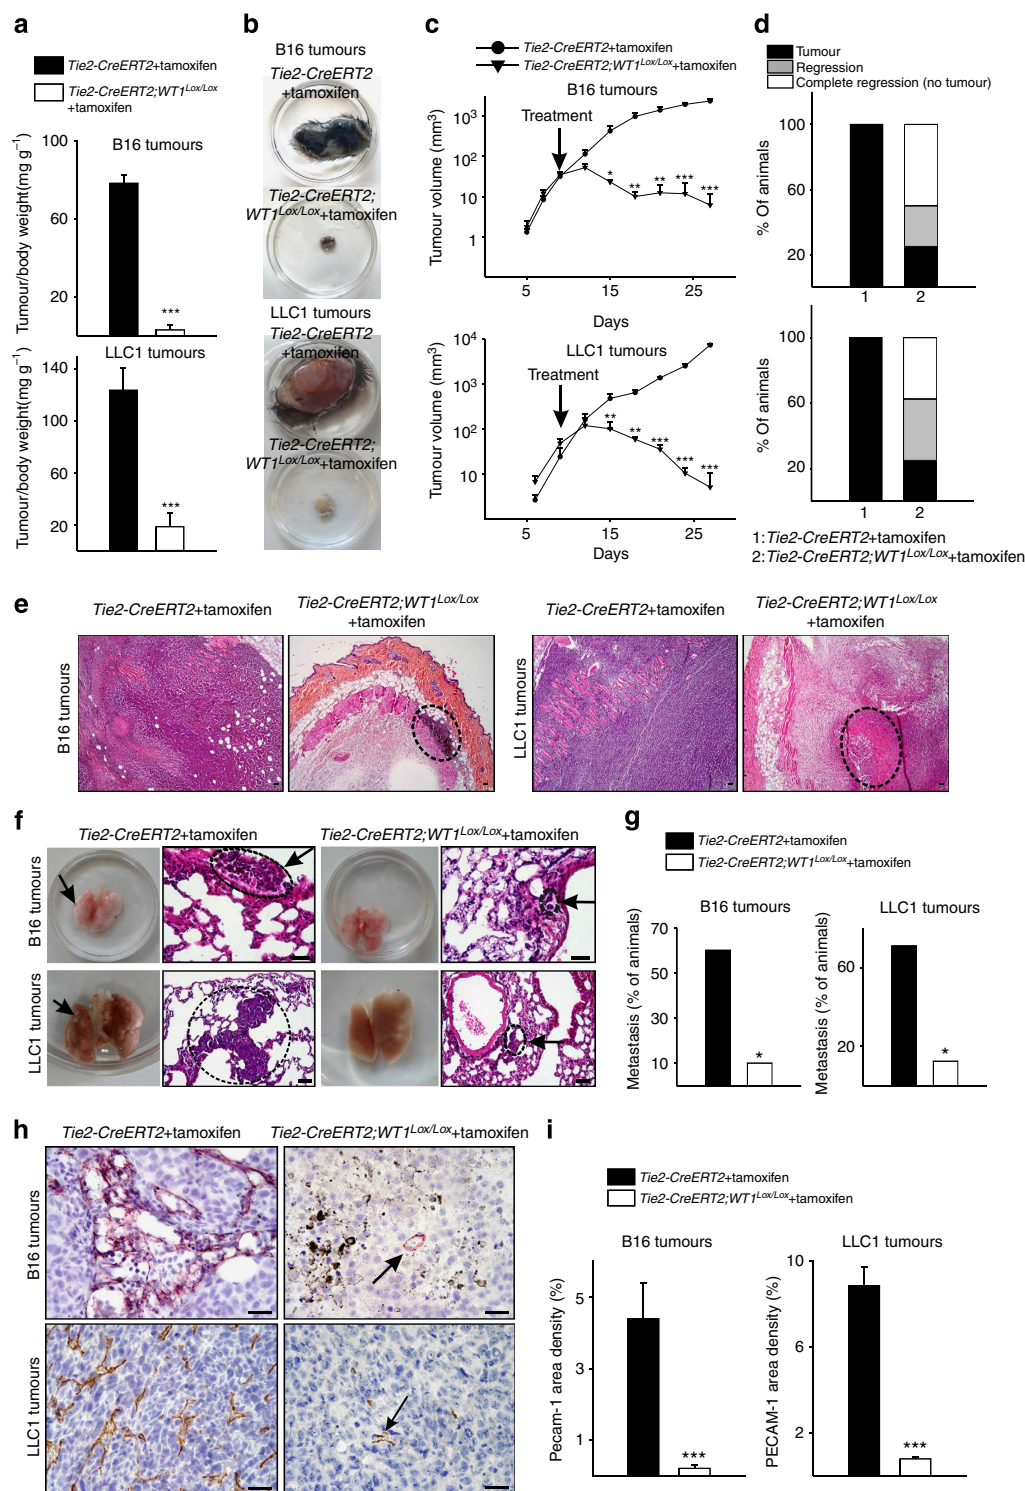 a
Tie2-CreERT2+tamoxifen
Tie2-CreERT2;WT1Lox/Lox
+tamoxifen
B16 tumours
Tumour/body weight(mg g−1)
100
60
20
***
LLC1 tumours
Tumour/body weight(mg g−1)
140
100
60
20
***
b
B16 tumours
Tie2-CreERT2
+tamoxifen
Tie2-CreERT2;
WT1Lox/Lox+tamoxifen
LLC1 tumours
Tie2-CreERT2
+tamoxifen
Tie2-CreERT2;
WT1Lox/Lox+tamoxifen
c
Tie2-CreERT2+tamoxifen
Tie2-CreERT2;WT1Lox/Lox+tamoxifen
B16 tumours
Treatment
Tumour volume (mm3)
103
102
10
1
* ** ** *** ***
5 15 25
Days
LLC1 tumours
Treatment
Tumour volume (mm3)
104
103
102
10
** ** *** *** ***
5 15 25
Days
d
Tumour
Regression
Complete regression (no tumour)
% Of animals
100
60
20
1 2
% Of animals
100
60
20
1 2
1:Tie2-CreERT2+tamoxifen
2:Tie2-CreERT2;WT1Lox/Lox+tamoxifen
e
Tie2-CreERT2+tamoxifen
Tie2-CreERT2;WT1Lox/Lox
+tamoxifen
Tie2-CreERT2+tamoxifen
Tie2-CreERT2;WT1Lox/Lox
+tamoxifen
B16 tumours
LLC1 tumours
f
Tie2-CreERT2+tamoxifen
Tie2-CreERT2;WT1Lox/Lox+tamoxifen
B16 tumours
LLC1 tumours
g
Tie2-CreERT2+tamoxifen
Tie2-CreERT2;WT1Lox/Lox+tamoxifen
B16 tumours
Metastasis (% of animals)
70
50
30
10
*
LLC1 tumours
Metastasis (% of animals)
60
20
*
h
Tie2-CreERT2+tamoxifen
Tie2-CreERT2;WT1Lox/Lox+tamoxifen
B16 tumours
LLC1 tumours
i
Tie2-CreERT2+tamoxifen
Tie2-CreERT2;WT1Lox/Lox+tamoxifen
B16 tumours
Pecam-1 area density (%)
5
3
1
***
LLC1 tumours
PECAM-1 area density (%)
10
6
2
***